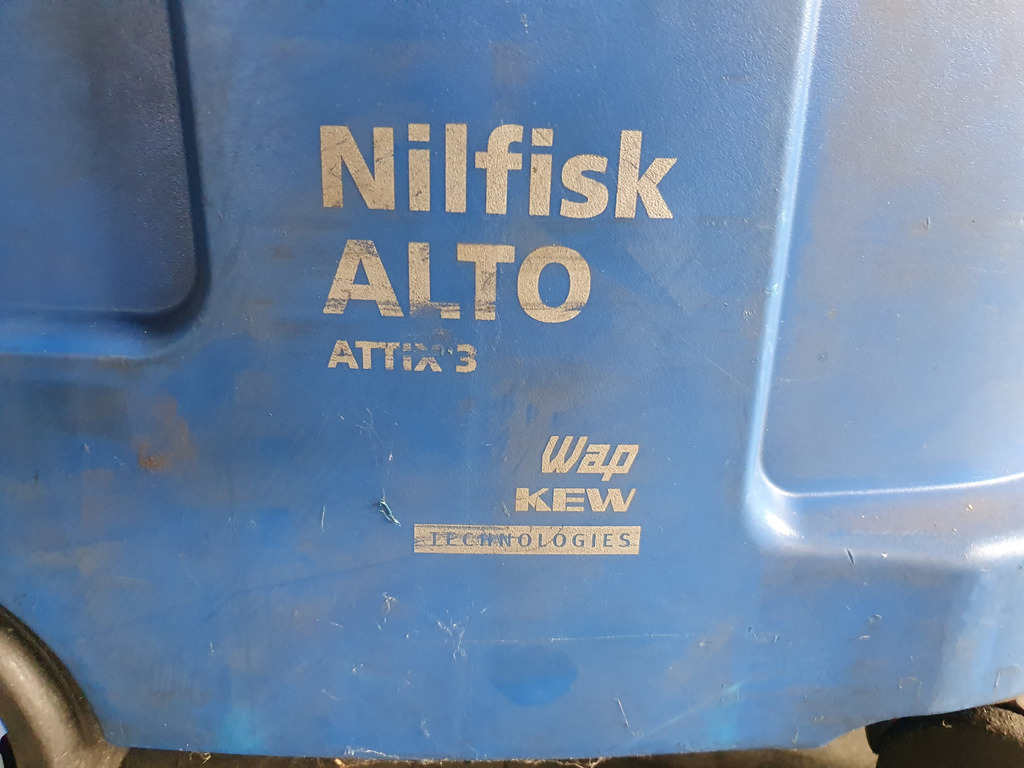 Nilfisk
ALTO
ATTIX 3
Wap
KEW
TECHNOLOGIES